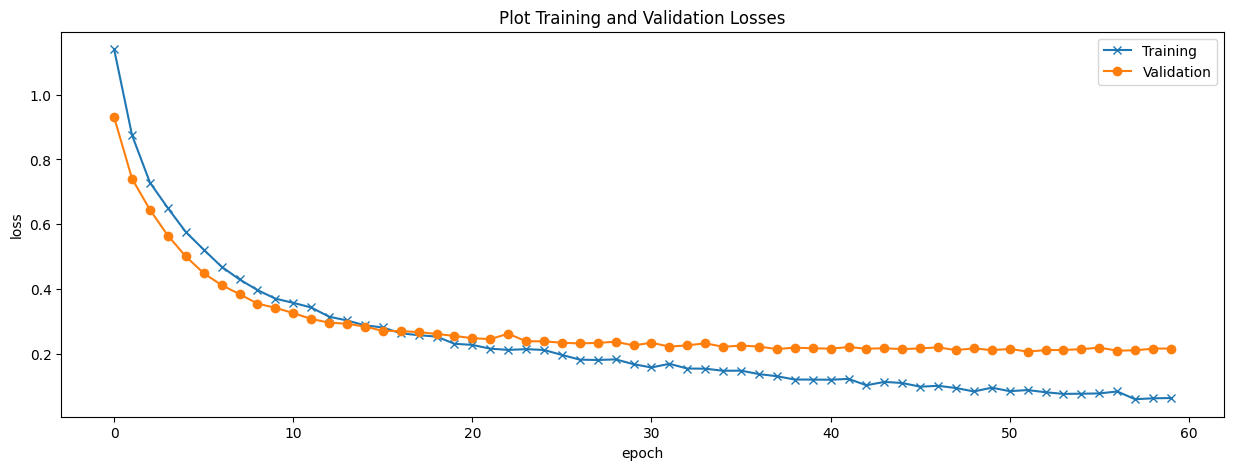 Plot Training and Validation Losses
Training
Validation
loss
1.0
0.8
0.6
0.4
0.2
0 10 20 30 40 50 60
epoch